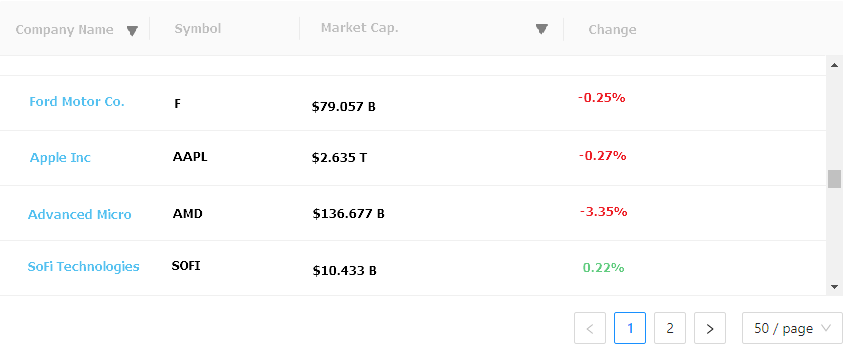 Company Name Symbol Market Cap. Change
Ford Motor Co. F $79.057 B -0.25%
Apple Inc AAPL $2.635 T -0.27%
Advanced Micro AMD $136.677 B -3.35%
SoFi Technologies SOFI $10.433 B 0.22%
< 1 2 > 50 / page